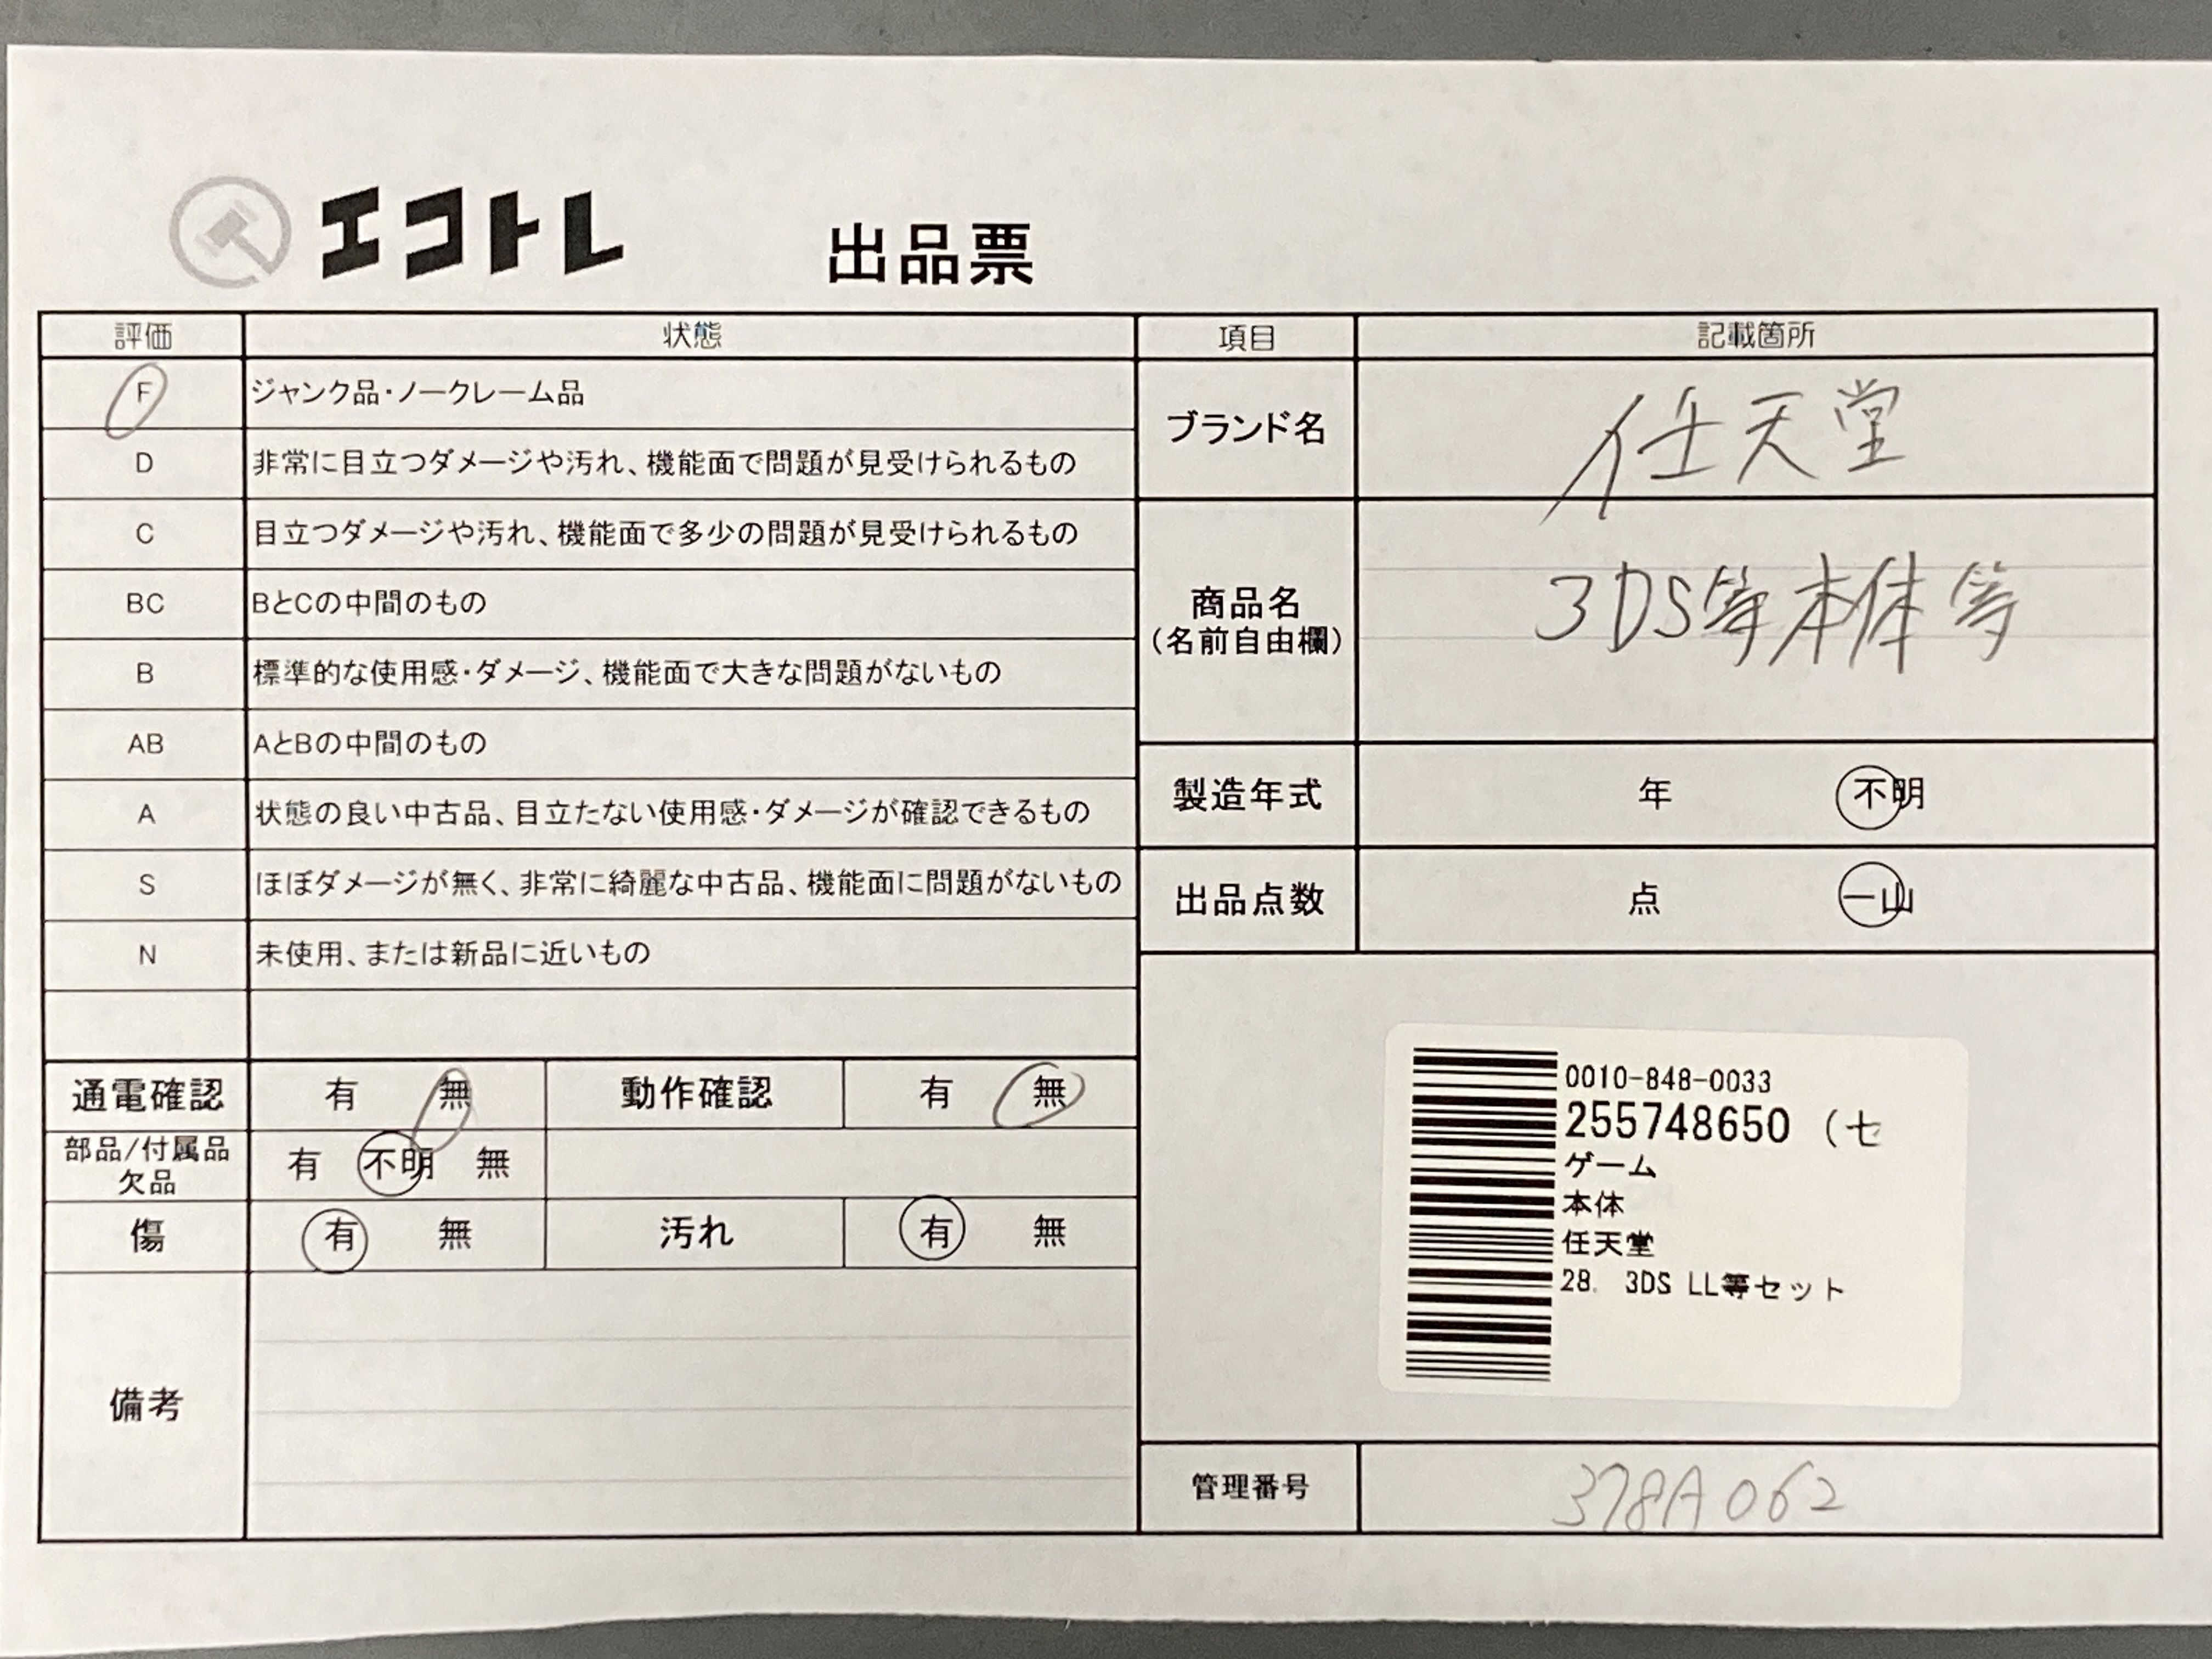 エコトレ
出品票
評価 状態
F ジャンク品・ノークレーム品
D 非常に目立つダメージや汚れ、機能面で問題が見受けられるもの
C 目立つダメージや汚れ、機能面で多少の問題が見受けられるもの
BC BとCの中間のもの
B 標準的な使用感・ダメージ、機能面で大きな問題がないもの
AB AとBの中間のもの
A 状態の良い中古品、目立たない使用感・ダメージが確認できるもの
S ほぼダメージが無く、非常に綺麗な中古品、機能面に問題がないもの
N 未使用、または新品に近いもの
通電確認 有 無 動作確認 有 無
部品/付属品
欠品 有 不明 無
傷 有 無 汚れ 有 無
備考
項目 記載箇所
ブランド名 任天堂
商品名
(名前自由欄) 3DS等本体等
製造年式 年 不明
出品点数 点 一山
0010-848-0033
255748650 (セ
ゲーム
本体
任天堂
28. 3DS LL等セット
管理番号 378A062